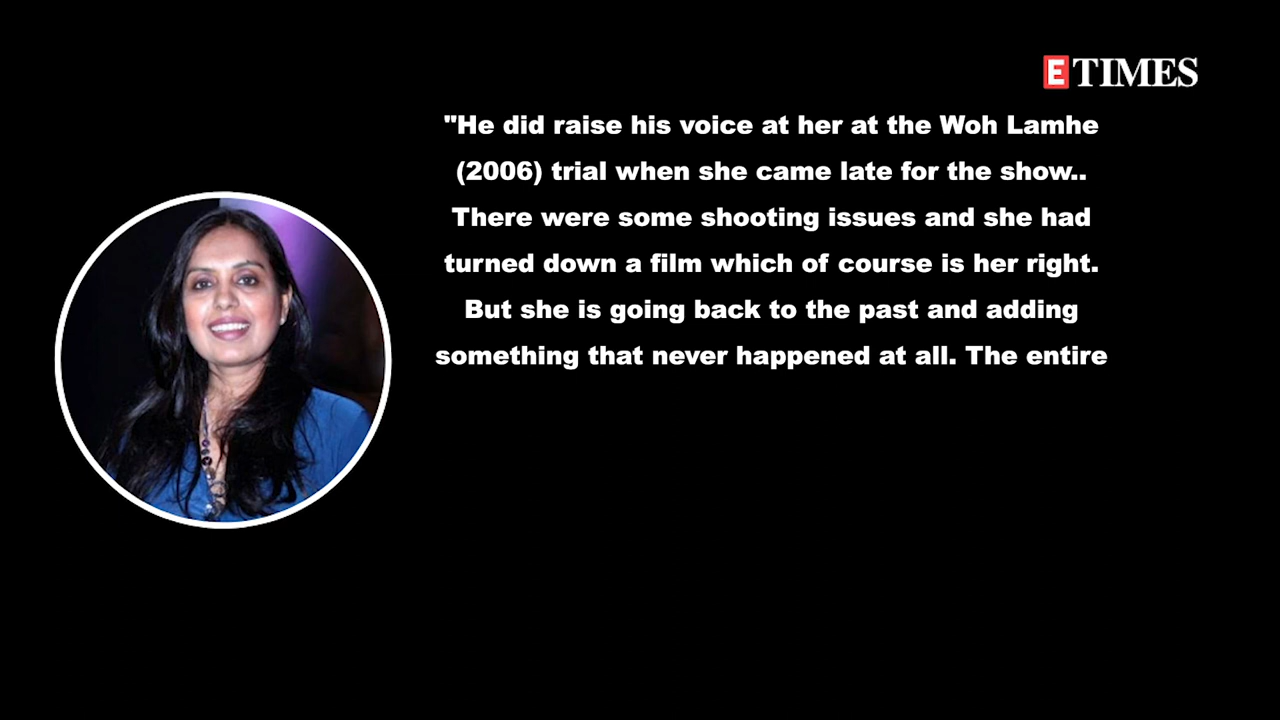 ETIMES
"He did raise his voice at her at the Woh Lamhe
(2006) trial when she came late for the show..
There were some shooting issues and she had
turned down a film which of course is her right.
But she is going back to the past and adding
something that never happened at all. The entire